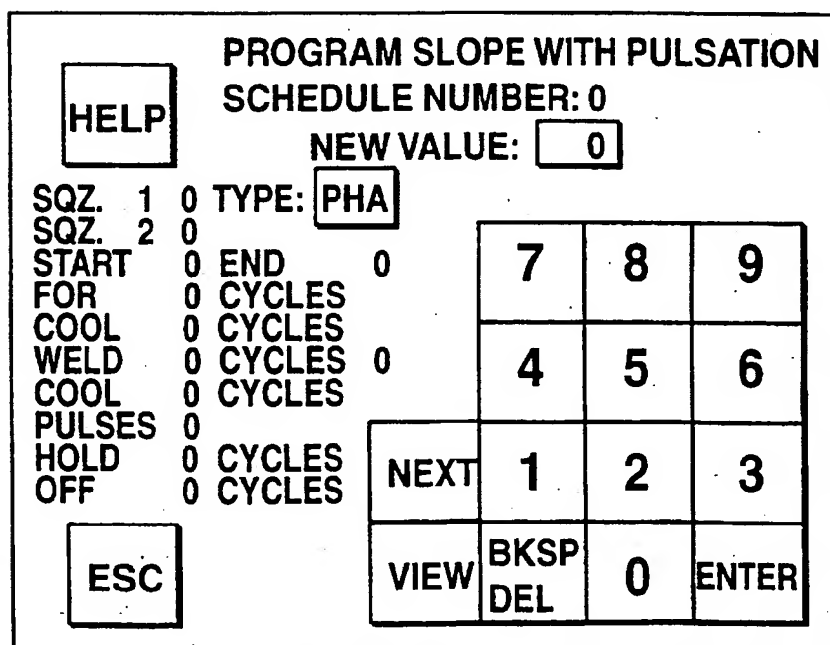 PROGRAM SLOPE WITH PULSATION
HELP
SCHEDULE NUMBER: 0
NEW VALUE: 0
SQZ. 1 0 TYPE: PHA
SQZ. 2 0
START 0 END 0
FOR 0 CYCLES
COOL 0 CYCLES
WELD 0 CYCLES 0
COOL 0 CYCLES
PULSES 0
HOLD 0 CYCLES
OFF 0 CYCLES
7 8 9
4 5 6
NEXT 1 2 3
VIEW BKSP DEL 0 ENTER
ESC